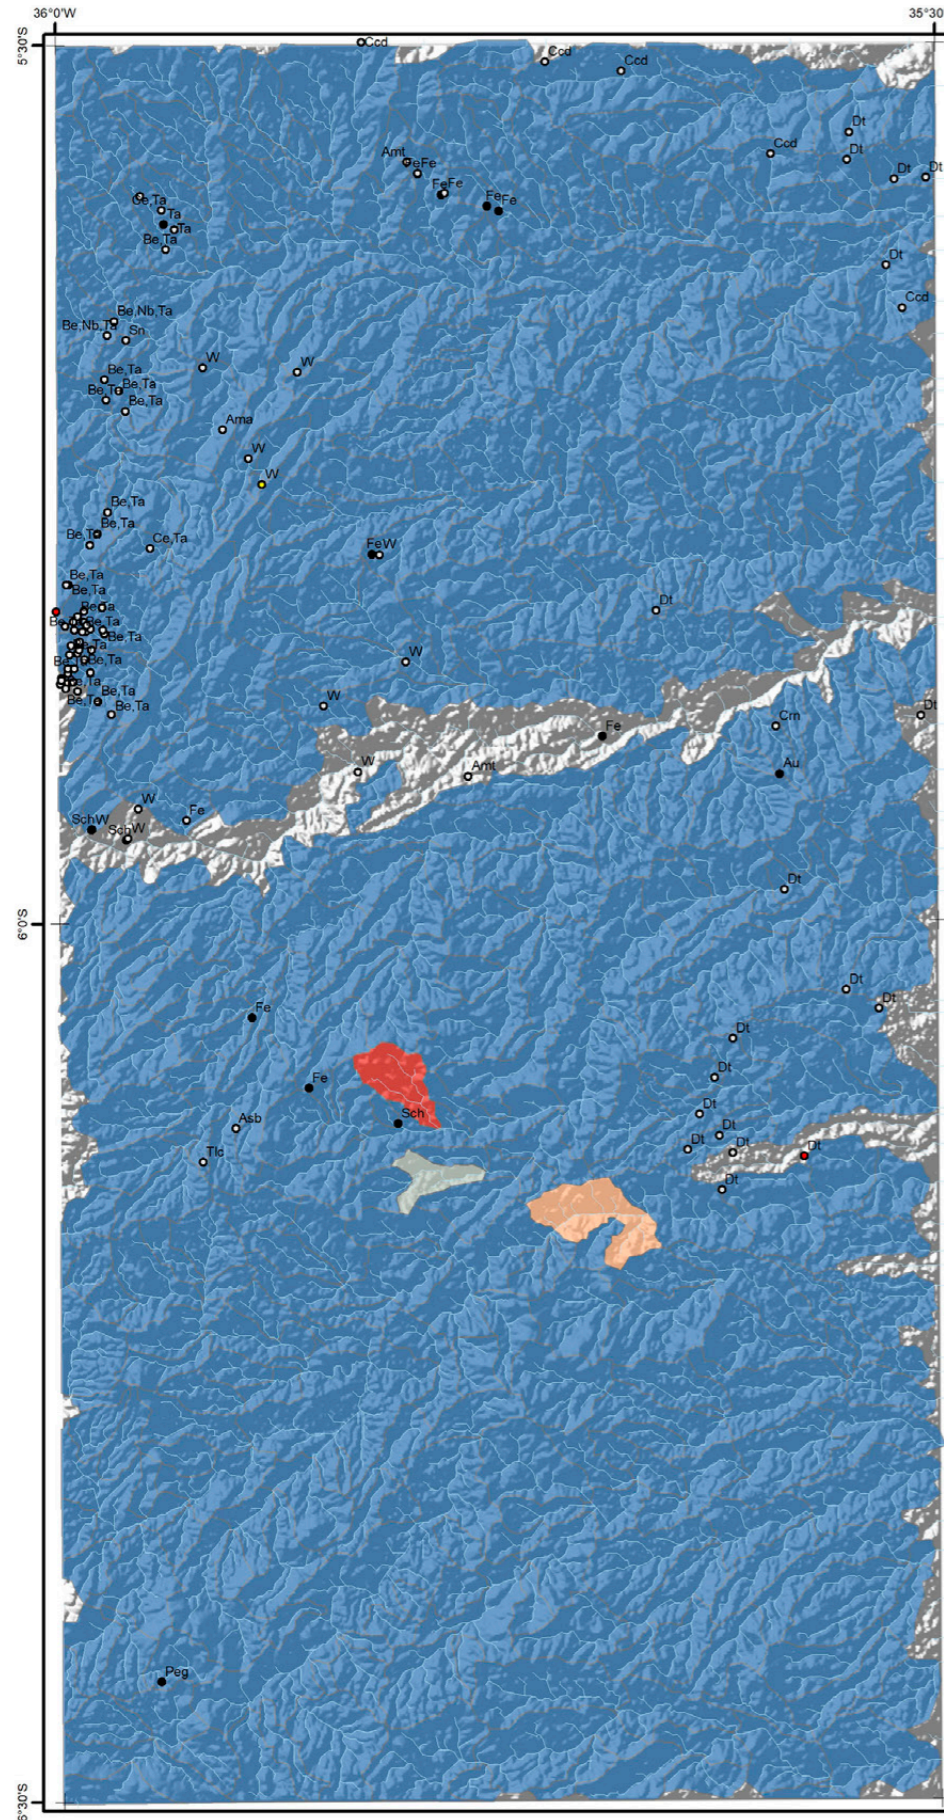 36°0'W
35°30
5°30'S
Ccd
Ccd
Ccd
Dt
Ccd
Dt
Amt
FeFe
Dt
Dt
FeFe
FeFe
Ce,Ta
Ta
Ta
Be,Ta
Dt
Ccd
Be,Nb,Ta
Be,Nb,Ta
Sn
W
W
Be,Ta
Be,Ta
Be,Ta
Ama
W
W
Be,Ta
Be,Ta
Ce,Ta
FeW
Be,Ta
Be,Ta
Dt
Be,Ta
Be,Ta
W
Be,Ta
Be,Ta
Be,Ta
W
Dt
Crn
Fe
W
Amt
Au
W
Fe
SchW
SchW
Dt
6°0'S
Dt
Dt
Fe
Dt
Dt
Fe
Dt
Sch
Asb
Dt
Dt
Dt
Dt
Tlc
Dt
Peg
6°30'S